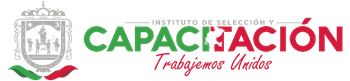 INSTITUTO DE SELECCIÓN Y
CAPACITACIÓN
Trabajemos Unidos